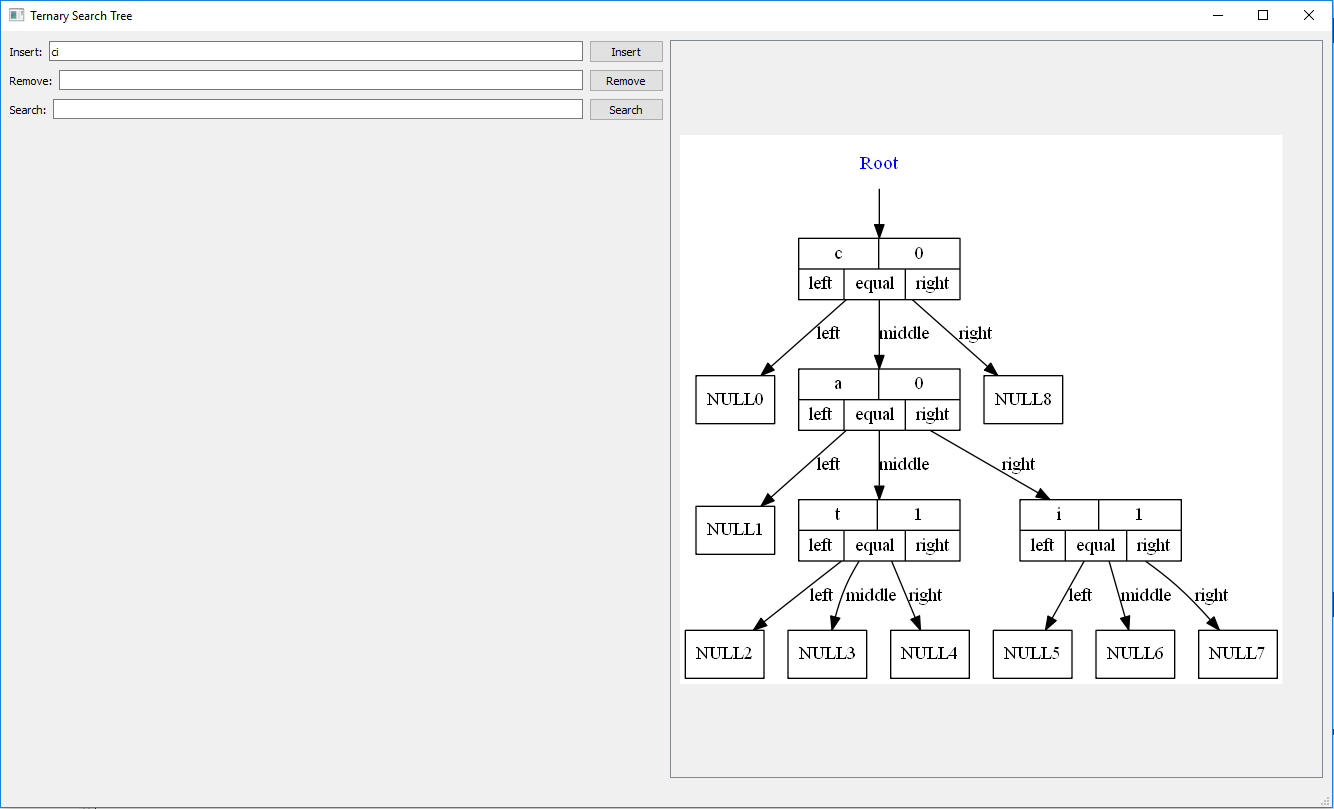 Ternary Search Tree
Insert: ci Insert
Remove: Remove
Search: Search
Root
c 0
left equal right
left middle right
NULL0 a 0 NULL8
left equal right
left middle right
NULL1 t 1 i 1
left equal right left equal right
left middle right left middle right
NULL2 NULL3 NULL4 NULL5 NULL6 NULL7